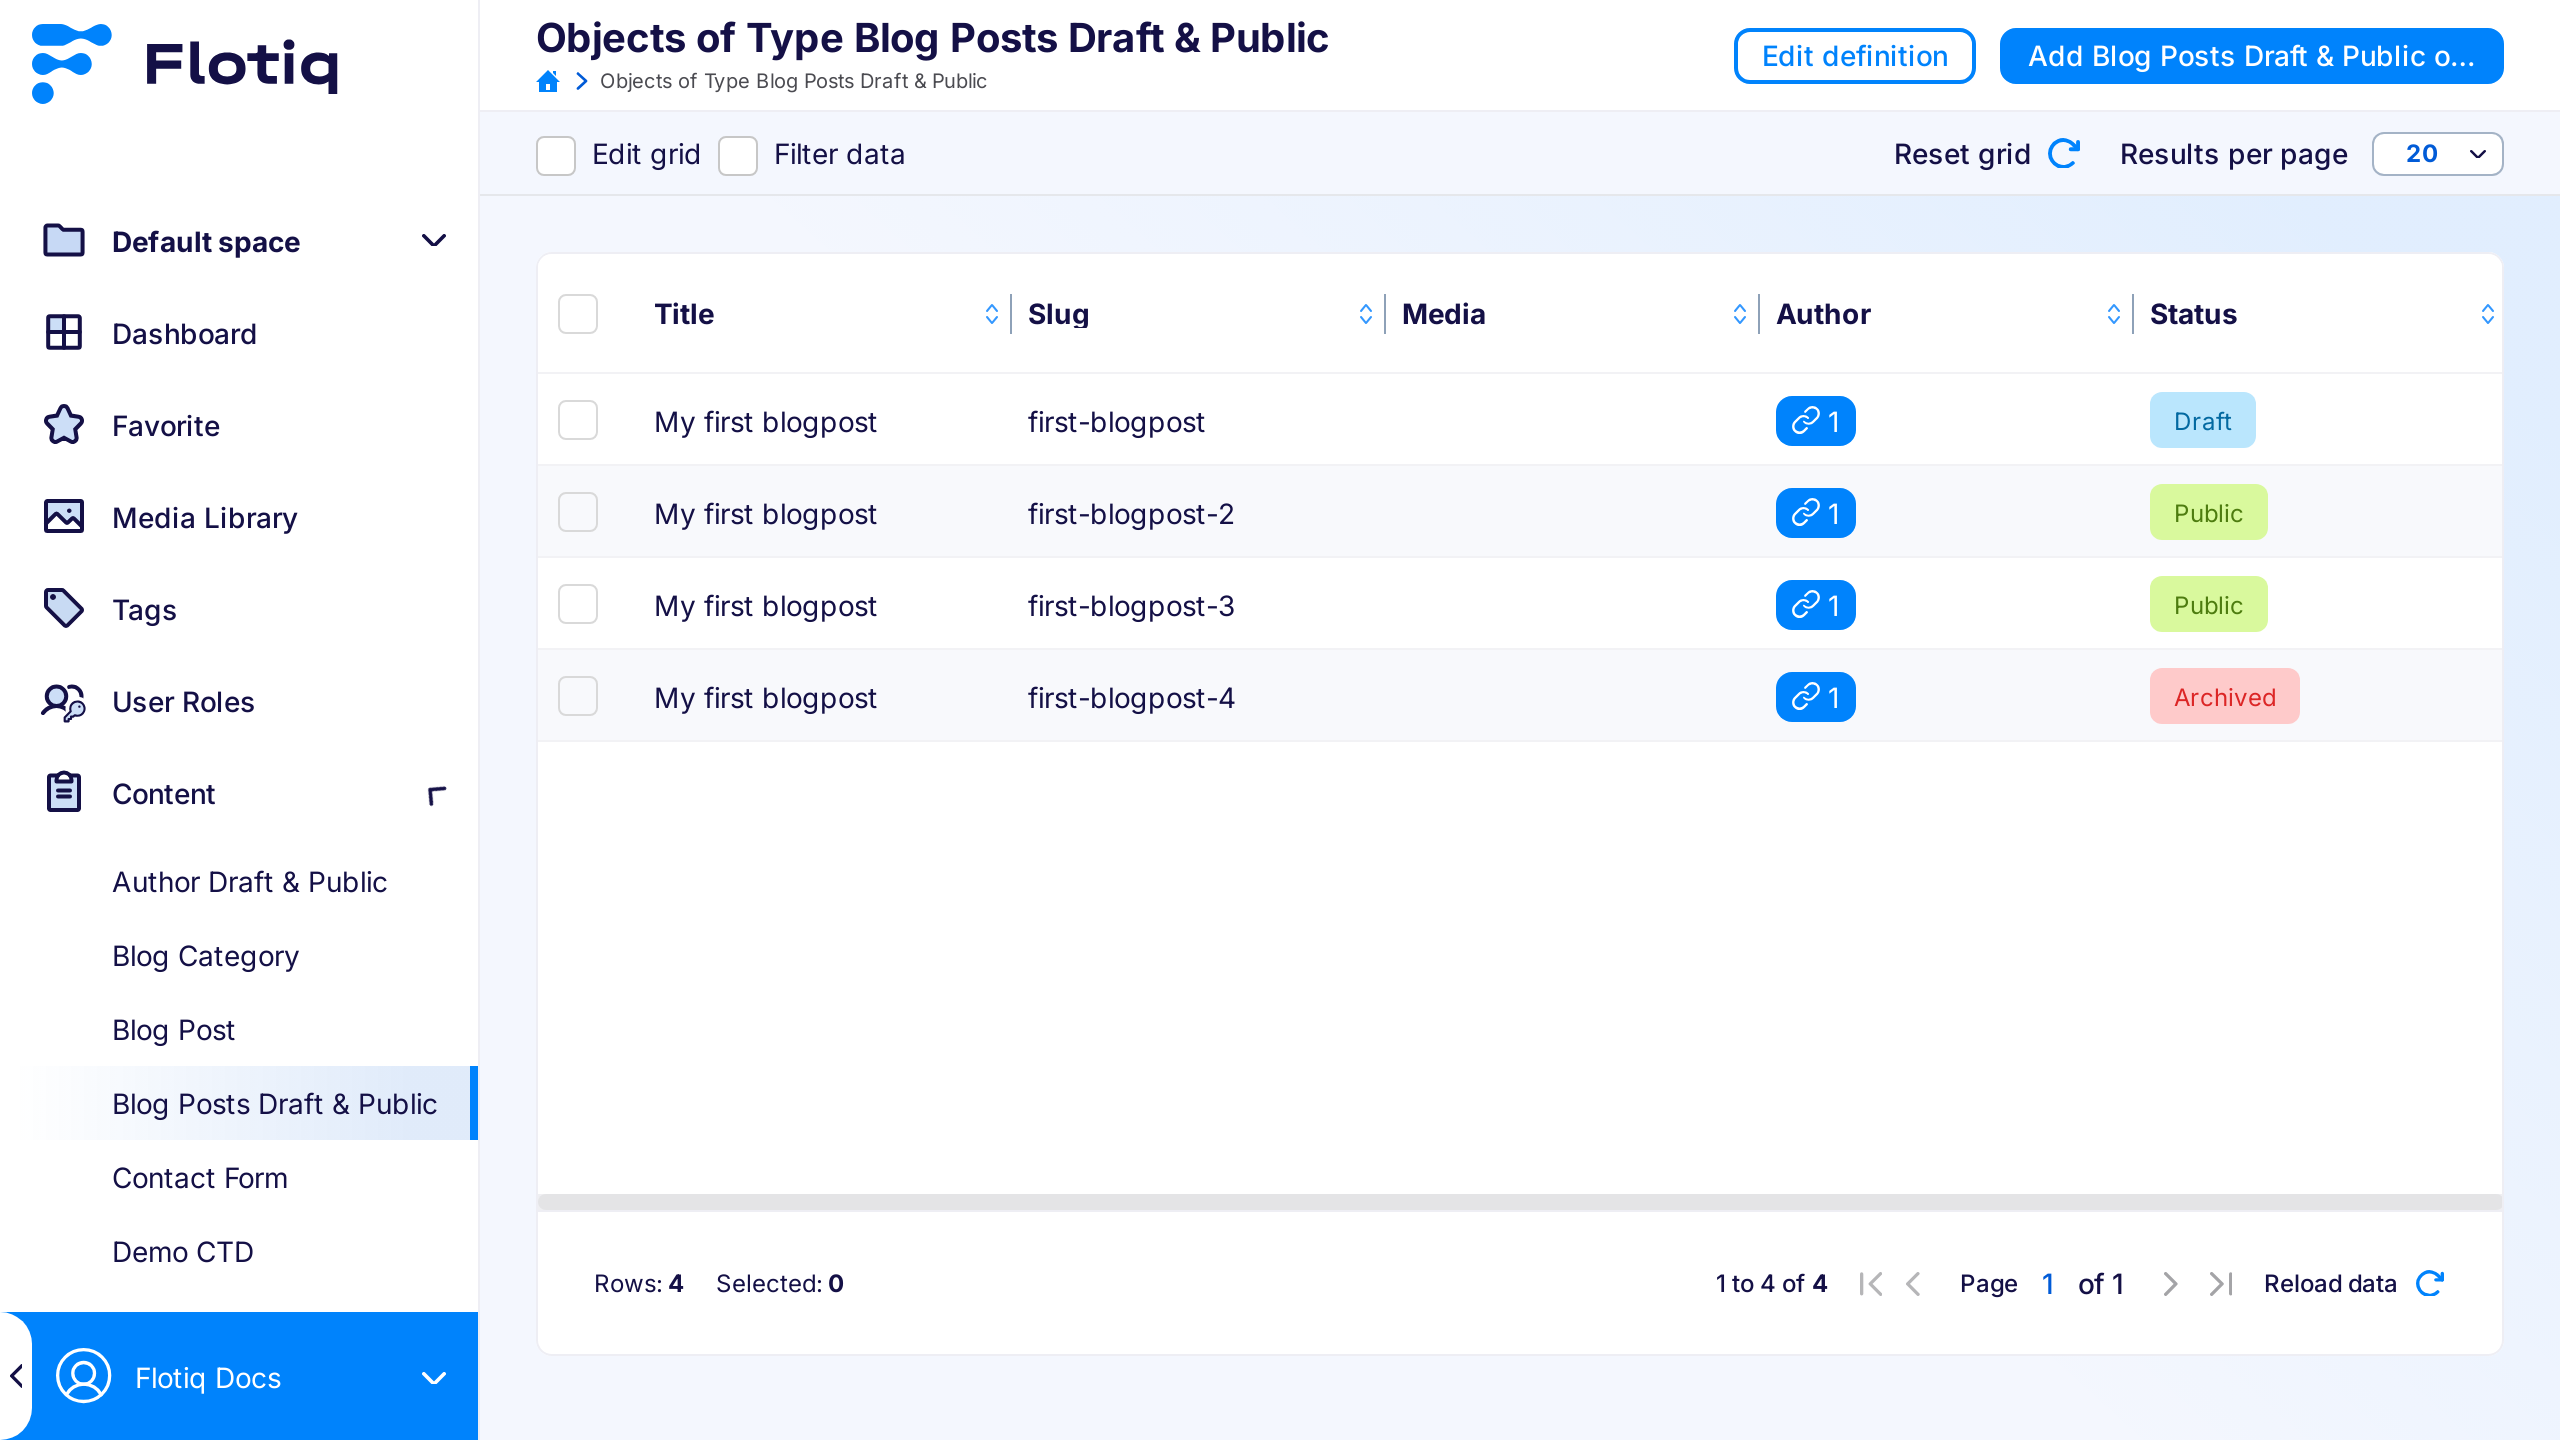 Flotiq
Default space
Dashboard
Favorite
Media Library
Tags
User Roles
Content
Author Draft & Public
Blog Category
Blog Post
Blog Posts Draft & Public
Contact Form
Demo CTD
Flotiq Docs
Objects of Type Blog Posts Draft & Public
Objects of Type Blog Posts Draft & Public
Edit definition
Add Blog Posts Draft & Public o...
Edit grid Filter data Reset grid Results per page 20
Title Slug Media Author Status
My first blogpost first-blogpost 1 Draft
My first blogpost first-blogpost-2 1 Public
My first blogpost first-blogpost-3 1 Public
My first blogpost first-blogpost-4 1 Archived
Rows: 4 Selected: 0 1 to 4 of 4 Page 1 of 1 Reload data